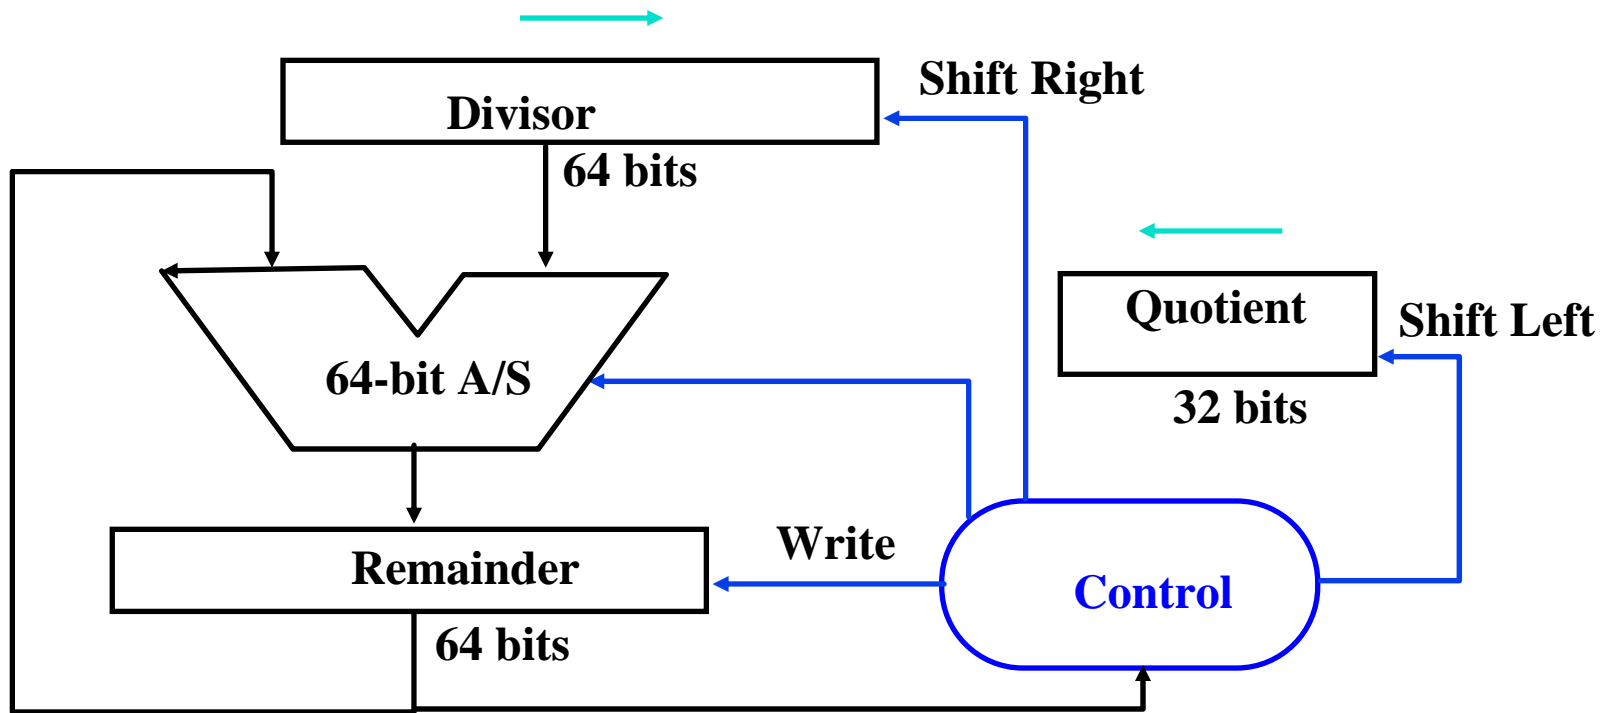 Shift Right
Divisor
64 bits
Quotient
Shift Left
64-bit A/S
32 bits
Write
Remainder
Control
64 bits